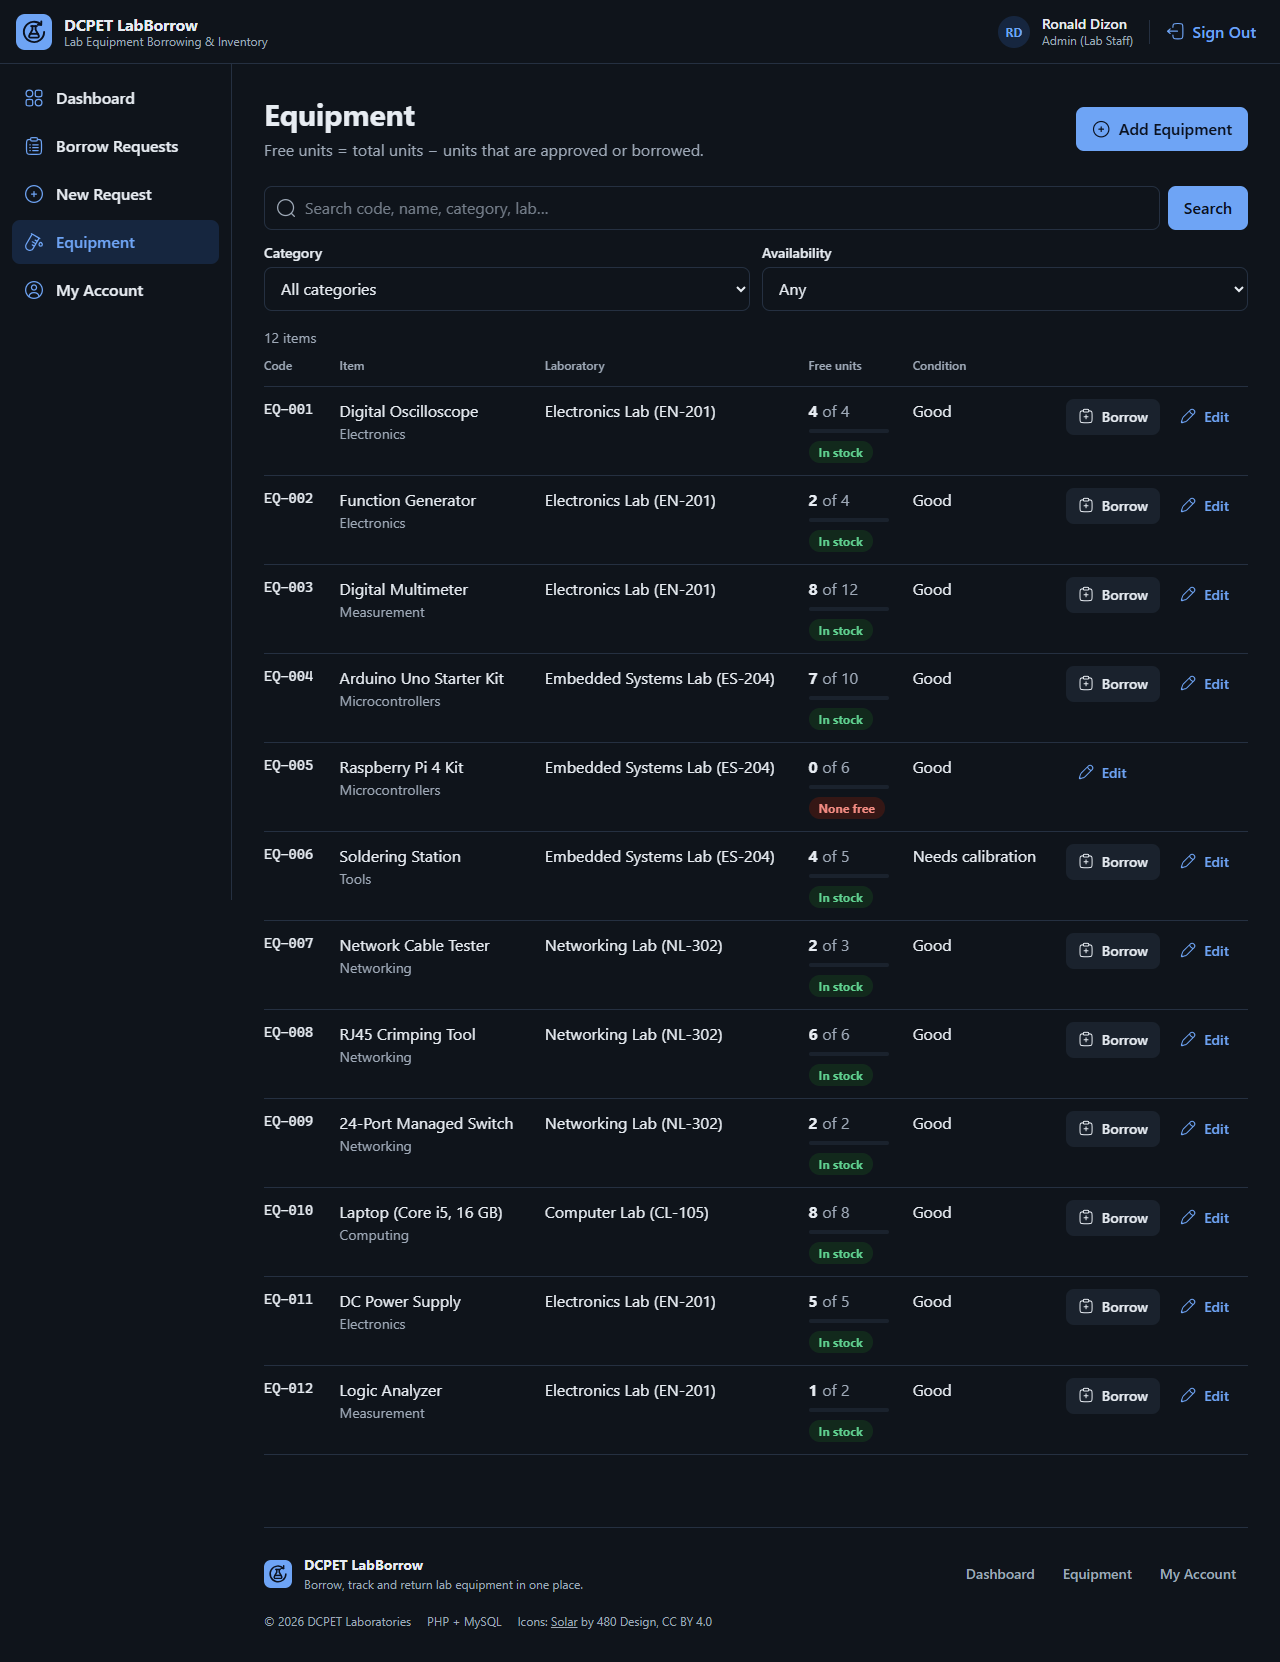 DCPET LabBorrow
Lab Equipment Borrowing & Inventory
RD
Ronald Dizon
Admin (Lab Staff)
Sign Out
Dashboard
Borrow Requests
New Request
Equipment
My Account
Equipment
Free units = total units − units that are approved or borrowed.
Add Equipment
Search code, name, category, lab...
Search
Category
Availability
All categories
Any
12 items
Code Item Laboratory Free units Condition
EQ-001 Digital Oscilloscope Electronics Lab (EN-201) 4 of 4 Good Borrow Edit
Electronics
In stock
EQ-002 Function Generator Electronics Lab (EN-201) 2 of 4 Good Borrow Edit
Electronics
In stock
EQ-003 Digital Multimeter Electronics Lab (EN-201) 8 of 12 Good Borrow Edit
Measurement
In stock
EQ-004 Arduino Uno Starter Kit Embedded Systems Lab (ES-204) 7 of 10 Good Borrow Edit
Microcontrollers
In stock
EQ-005 Raspberry Pi 4 Kit Embedded Systems Lab (ES-204) 0 of 6 Good Edit
Microcontrollers
None free
EQ-006 Soldering Station Embedded Systems Lab (ES-204) 4 of 5 Needs calibration Borrow Edit
Tools
In stock
EQ-007 Network Cable Tester Networking Lab (NL-302) 2 of 3 Good Borrow Edit
Networking
In stock
EQ-008 RJ45 Crimping Tool Networking Lab (NL-302) 6 of 6 Good Borrow Edit
Networking
In stock
EQ-009 24-Port Managed Switch Networking Lab (NL-302) 2 of 2 Good Borrow Edit
Networking
In stock
EQ-010 Laptop (Core i5, 16 GB) Computer Lab (CL-105) 8 of 8 Good Borrow Edit
Computing
In stock
EQ-011 DC Power Supply Electronics Lab (EN-201) 5 of 5 Good Borrow Edit
Electronics
In stock
EQ-012 Logic Analyzer Electronics Lab (EN-201) 1 of 2 Good Borrow Edit
Measurement
In stock
DCPET LabBorrow
Borrow, track and return lab equipment in one place.
Dashboard Equipment My Account
© 2026 DCPET Laboratories PHP + MySQL Icons: Solar by 480 Design, CC BY 4.0